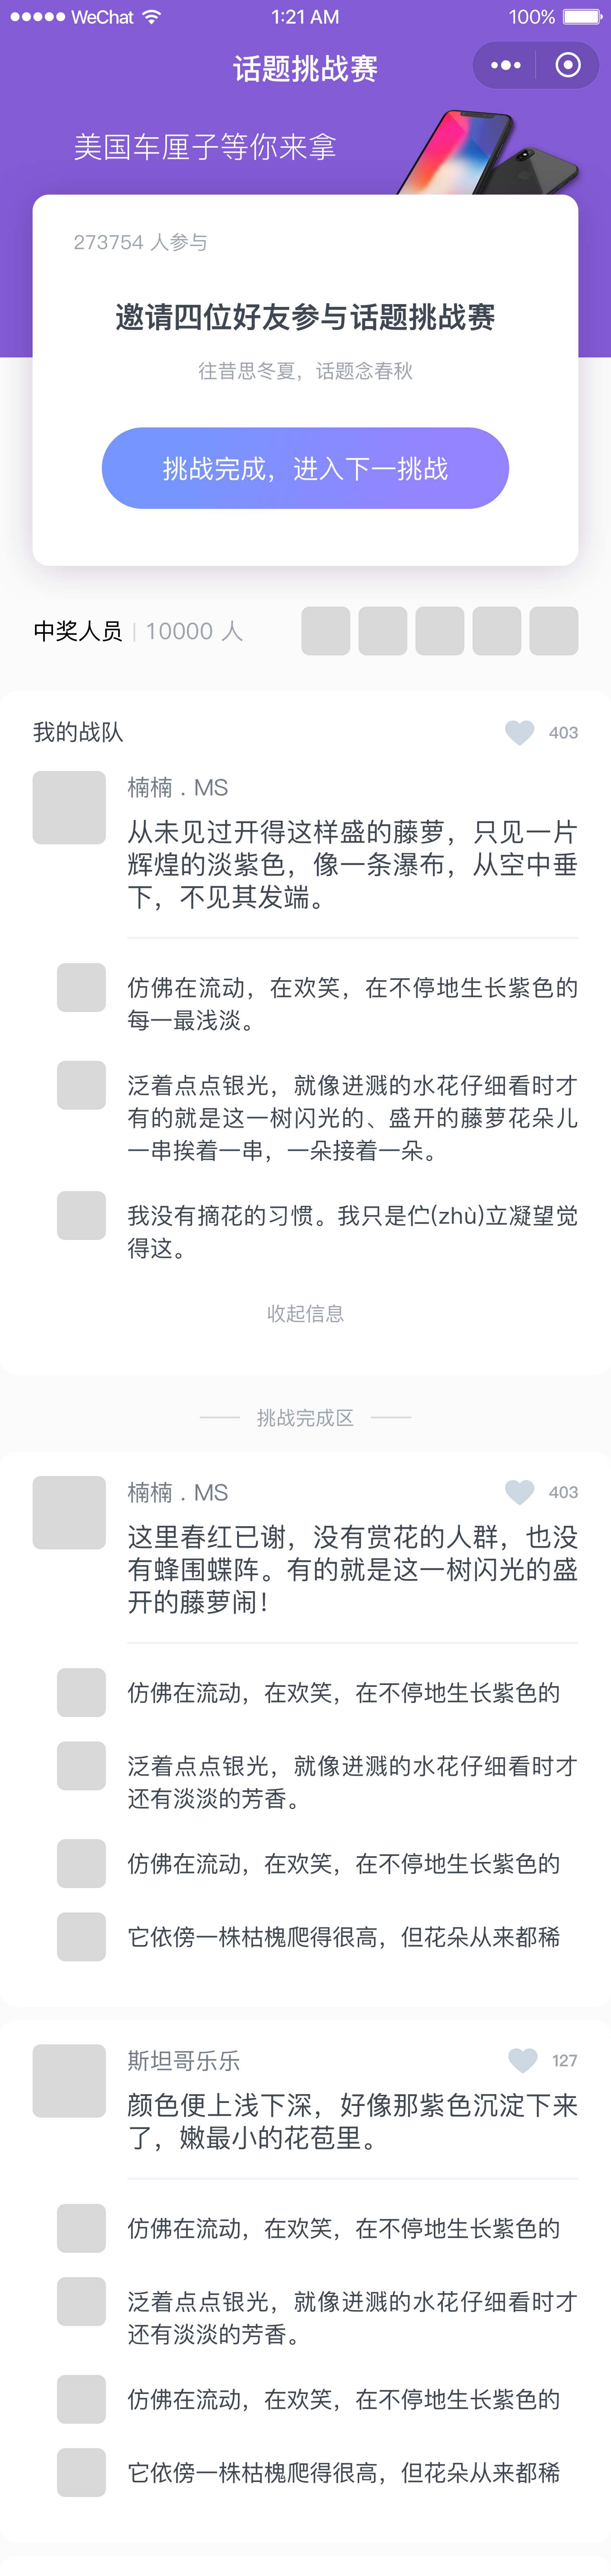 WeChat
1:21 AM
100%
话题挑战赛
美国车厘子等你来拿
273754 人参与
邀请四位好友参与话题挑战赛
往昔思冬夏，话题念春秋
挑战完成，进入下一挑战
中奖人员 | 10000 人
我的战队
403
楠楠 . MS
从未见过开得这样盛的藤萝，只见一片
辉煌的淡紫色，像一条瀑布，从空中垂
下，不见其发端。
仿佛在流动，在欢笑，在不停地生长紫色的
每一最浅淡。
泛着点点银光，就像迸溅的水花仔细看时才
有的就是这一树闪光的、盛开的藤萝花朵儿
一串挨着一串，一朵接着一朵。
我没有摘花的习惯。我只是伫(zhù)立凝望觉
得这。
收起信息
挑战完成区
楠楠 . MS
403
这里春红已谢，没有赏花的人群，也没
有蜂围蝶阵。有的就是这一树闪光的盛
开的藤萝闹！
仿佛在流动，在欢笑，在不停地生长紫色的
泛着点点银光，就像迸溅的水花仔细看时才
还有淡淡的芳香。
仿佛在流动，在欢笑，在不停地生长紫色的
它依傍一株枯槐爬得很高，但花朵从来都稀
斯坦哥乐乐
127
颜色便上浅下深，好像那紫色沉淀下来
了，嫩最小的花苞里。
仿佛在流动，在欢笑，在不停地生长紫色的
泛着点点银光，就像迸溅的水花仔细看时才
还有淡淡的芳香。
仿佛在流动，在欢笑，在不停地生长紫色的
它依傍一株枯槐爬得很高，但花朵从来都稀